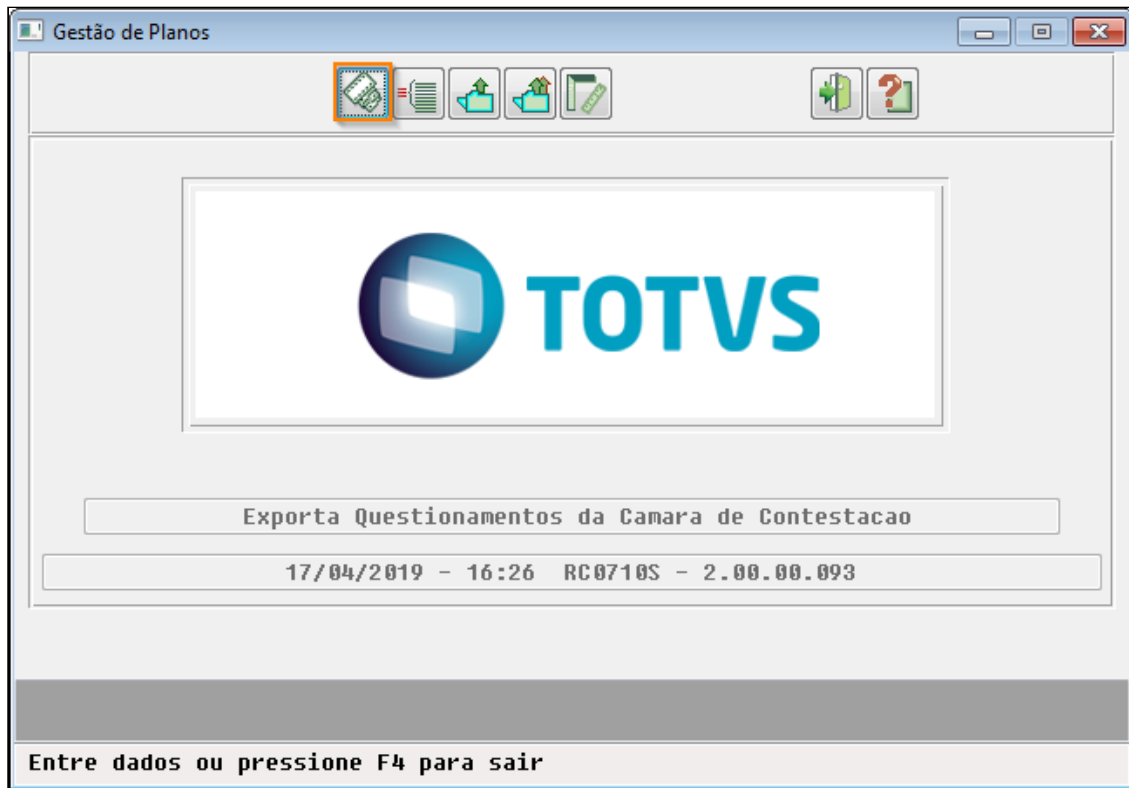 Gestão de Planos
TOTVS
Exporta Questionamentos da Camara de Contestacao
17/04/2019 - 16:26 RC0710S - 2.00.00.093
Entre dados ou pressione F4 para sair